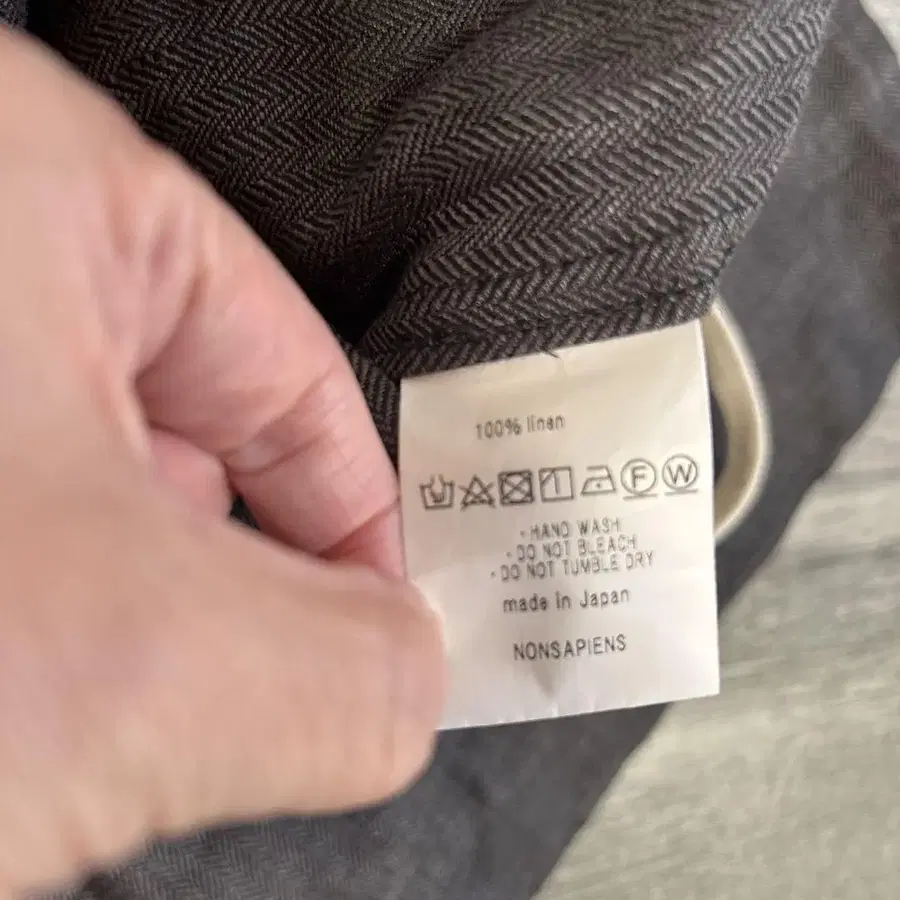 100% linen
F W
- HAND WASH
- DO NOT BLEACH
- DO NOT TUMBLE DRY
made in Japan
NONSAPIENS